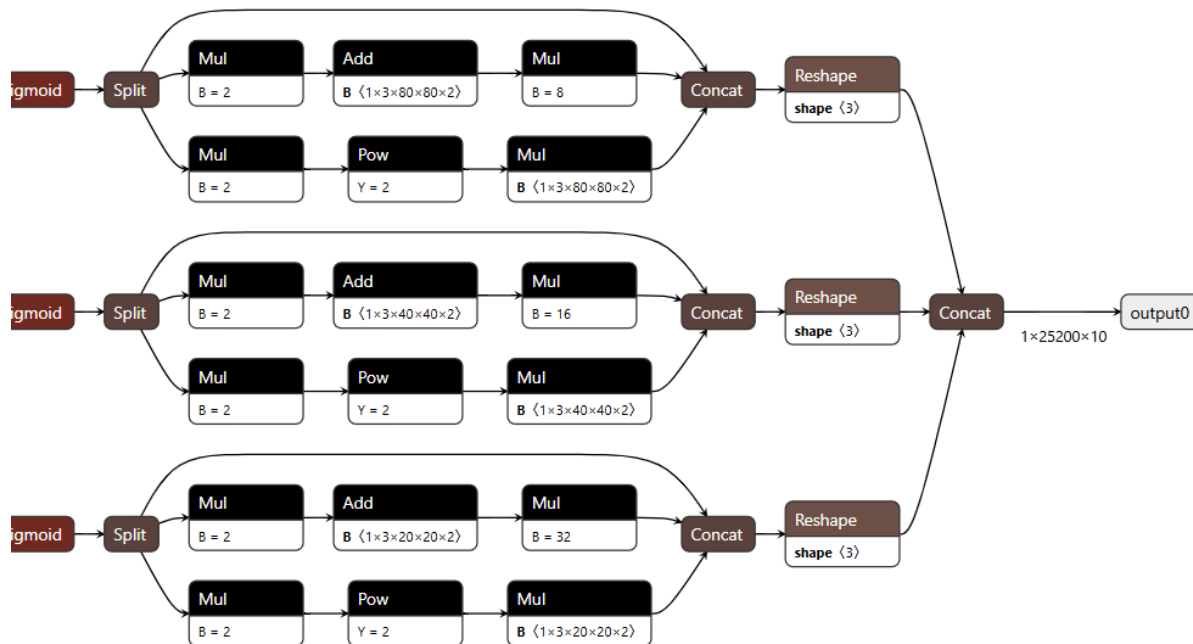 igmoid
Split
Mul
B = 2
Add
B ⟨1×3×80×80×2⟩
Mul
B = 8
Mul
B = 2
Pow
Y = 2
Mul
B ⟨1×3×80×80×2⟩
Concat
Reshape
shape ⟨3⟩
igmoid
Split
Mul
B = 2
Add
B ⟨1×3×40×40×2⟩
Mul
B = 16
Mul
B = 2
Pow
Y = 2
Mul
B ⟨1×3×40×40×2⟩
Concat
Reshape
shape ⟨3⟩
Concat
1×25200×10
output0
igmoid
Split
Mul
B = 2
Add
B ⟨1×3×20×20×2⟩
Mul
B = 32
Mul
B = 2
Pow
Y = 2
Mul
B ⟨1×3×20×20×2⟩
Concat
Reshape
shape ⟨3⟩